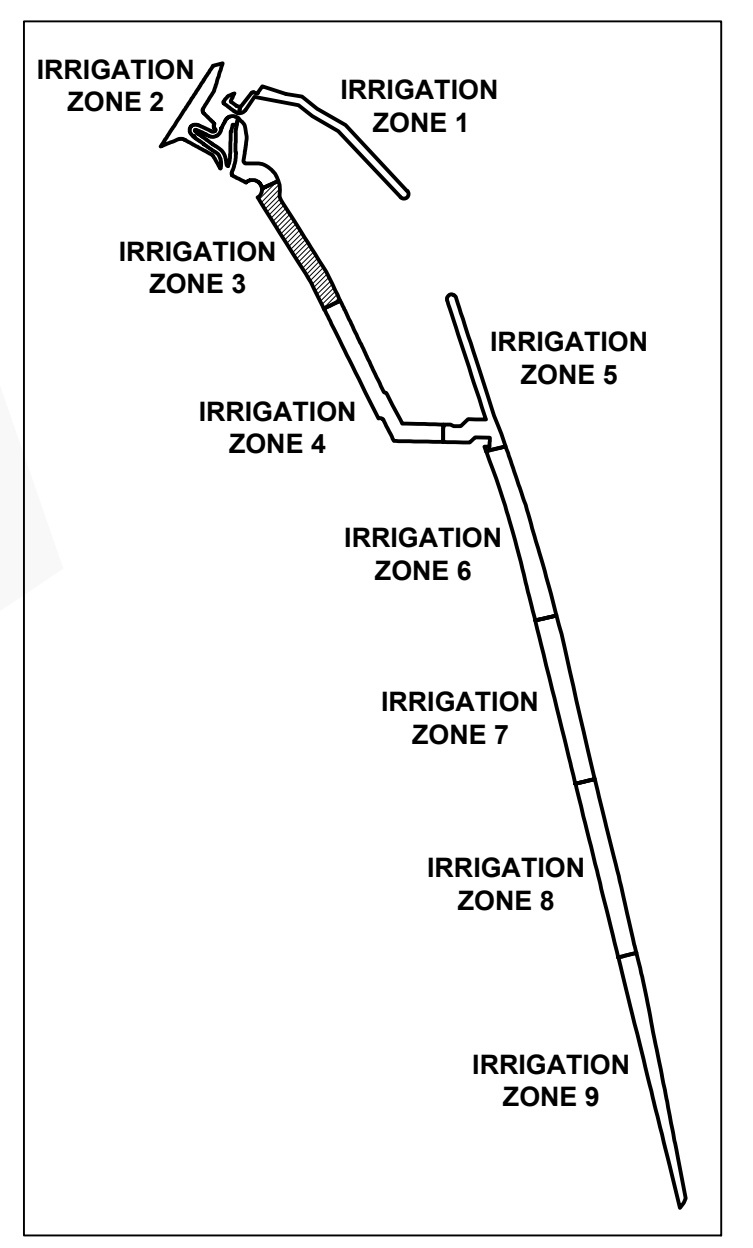 IRRIGATION
ZONE 2
IRRIGATION
ZONE 1
IRRIGATION
ZONE 3
IRRIGATION
ZONE 5
IRRIGATION
ZONE 4
IRRIGATION
ZONE 6
IRRIGATION
ZONE 7
IRRIGATION
ZONE 8
IRRIGATION
ZONE 9